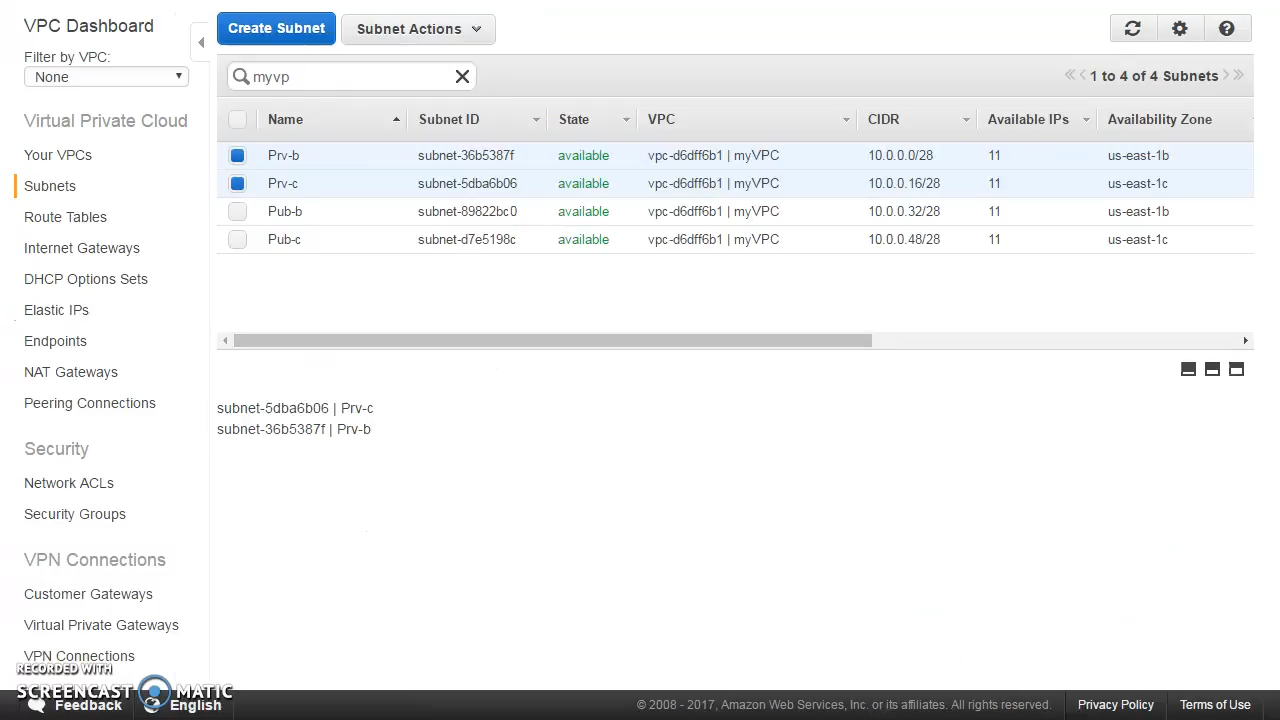 VPC Dashboard
Filter by VPC:
None
Virtual Private Cloud
Your VPCs
Subnets
Route Tables
Internet Gateways
DHCP Options Sets
Elastic IPs
Endpoints
NAT Gateways
Peering Connections
Security
Network ACLs
Security Groups
VPN Connections
Customer Gateways
Virtual Private Gateways
VPN Connections
Create Subnet Subnet Actions
myvp 1 to 4 of 4 Subnets
Name Subnet ID State VPC CIDR Available IPs Availability Zone
Prv-b subnet-36b5387f available vpc-d6dff6b1 | myVPC 10.0.0.0/28 11 us-east-1b
Prv-c subnet-5dba6b06 available vpc-d6dff6b1 | myVPC 10.0.0.16/28 11 us-east-1c
Pub-b subnet-89822bc0 available vpc-d6dff6b1 | myVPC 10.0.0.32/28 11 us-east-1b
Pub-c subnet-d7e5198c available vpc-d6dff6b1 | myVPC 10.0.0.48/28 11 us-east-1c
subnet-5dba6b06 | Prv-c
subnet-36b5387f | Prv-b
RECORDED WITH
SCREENCAST MATIC
Feedback English © 2008 - 2017, Amazon Web Services, Inc. or its affiliates. All rights reserved. Privacy Policy Terms of Use